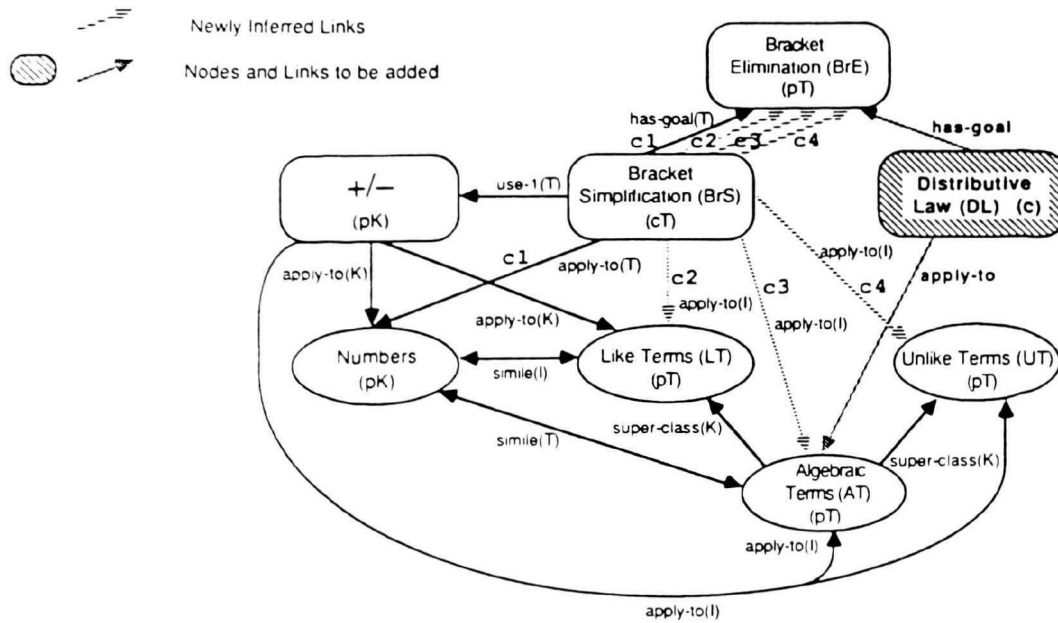 Newly Inferred Links
Nodes and Links to be added
Bracket
Elimination (BrE)
(pT)
has-goal(T)
c1
c2
c3
c4
has-goal
+/−
(pK)
use-1(T)
Bracket
Simplification (BrS)
(cT)
Distributive
Law (DL) (c)
apply-to(K)
c1
apply-to(T)
c2
apply-to(I)
c3
apply-to(I)
apply-to(I)
c4
apply-to
apply-to(K)
Numbers
(pK)
simile(I)
Like Terms (LT)
(pT)
Unlike Terms (UT)
(pT)
simile(T)
super-class(K)
super-class(K)
Algebraic
Terms (AT)
(pT)
apply-to(I)
apply-to(I)